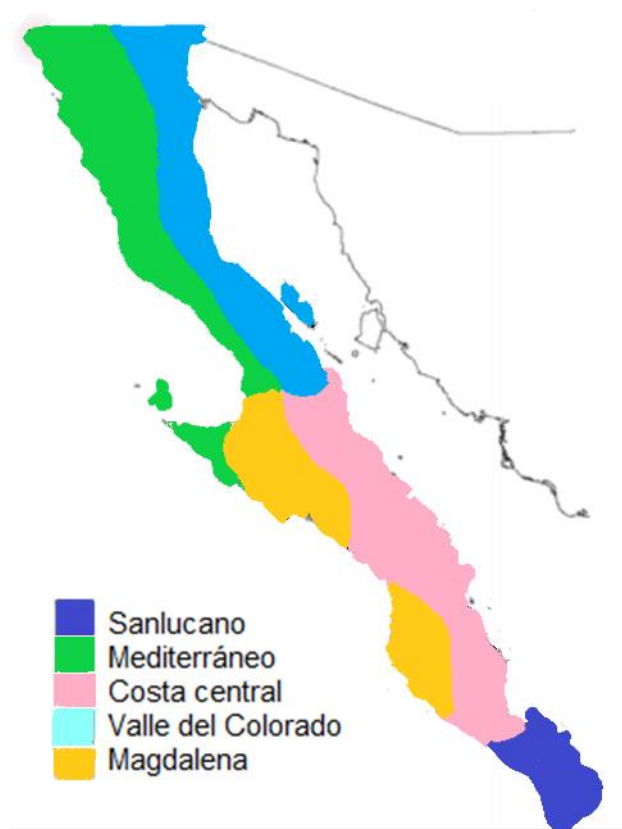 Sanlucano
Mediterráneo
Costa central
Valle del Colorado
Magdalena